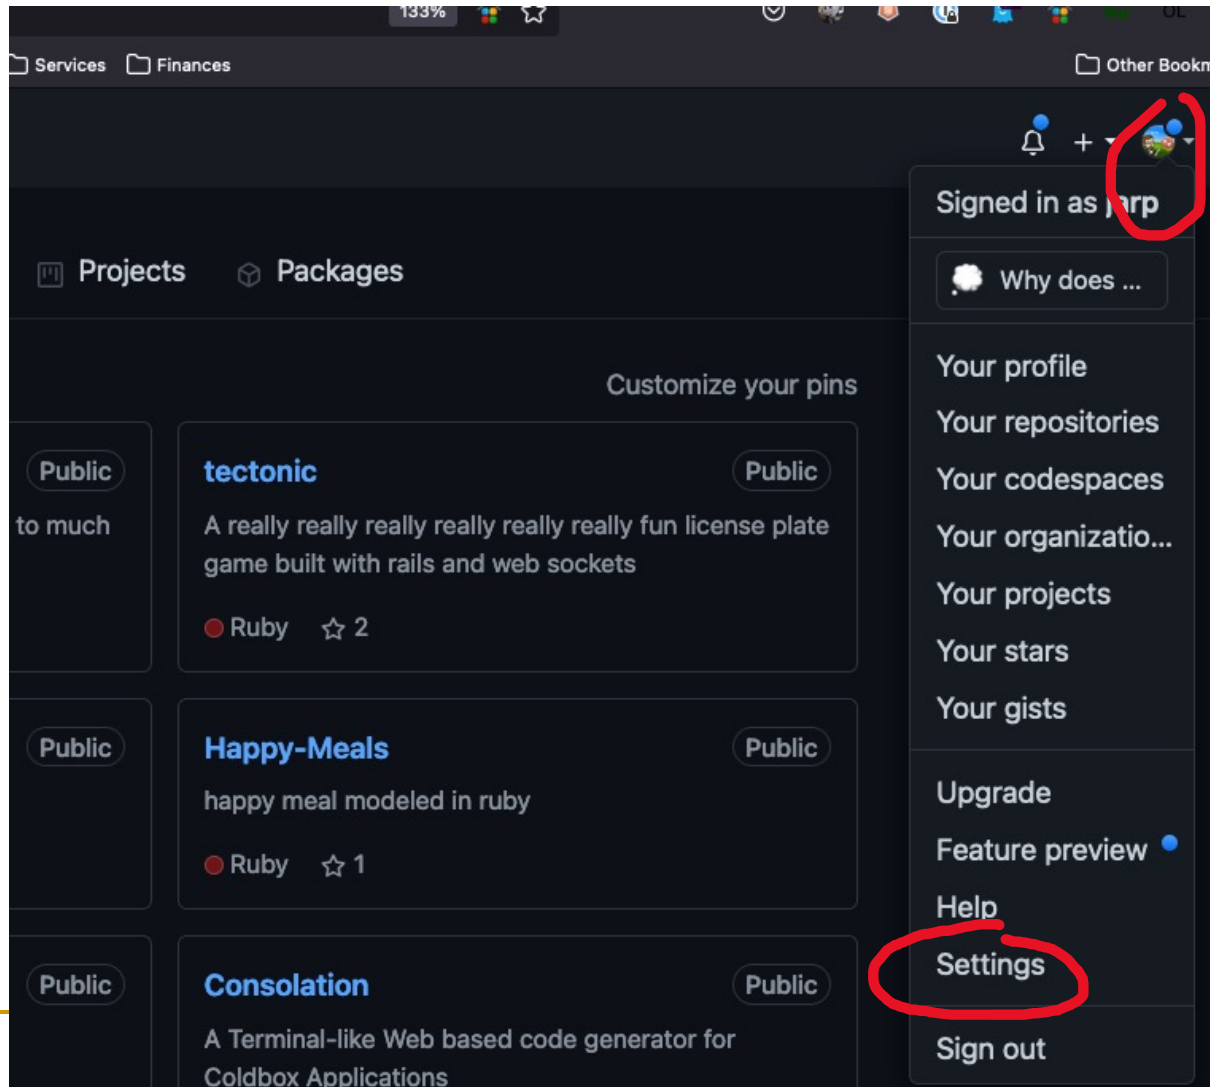 133%
Services Finances
Other Bookm
Signed in as jarp
Why does ...
Projects Packages
Customize your pins
Your profile
Your repositories
Your codespaces
Your organizatio...
Your projects
Your stars
Your gists
Upgrade
Feature preview
Help
Settings
Sign out
Public
to much
tectonic Public
A really really really really really really fun license plate
game built with rails and web sockets
Ruby 2
Public
Happy-Meals Public
happy meal modeled in ruby
Ruby 1
Public
Consolation Public
A Terminal-like Web based code generator for
Coldbox Applications